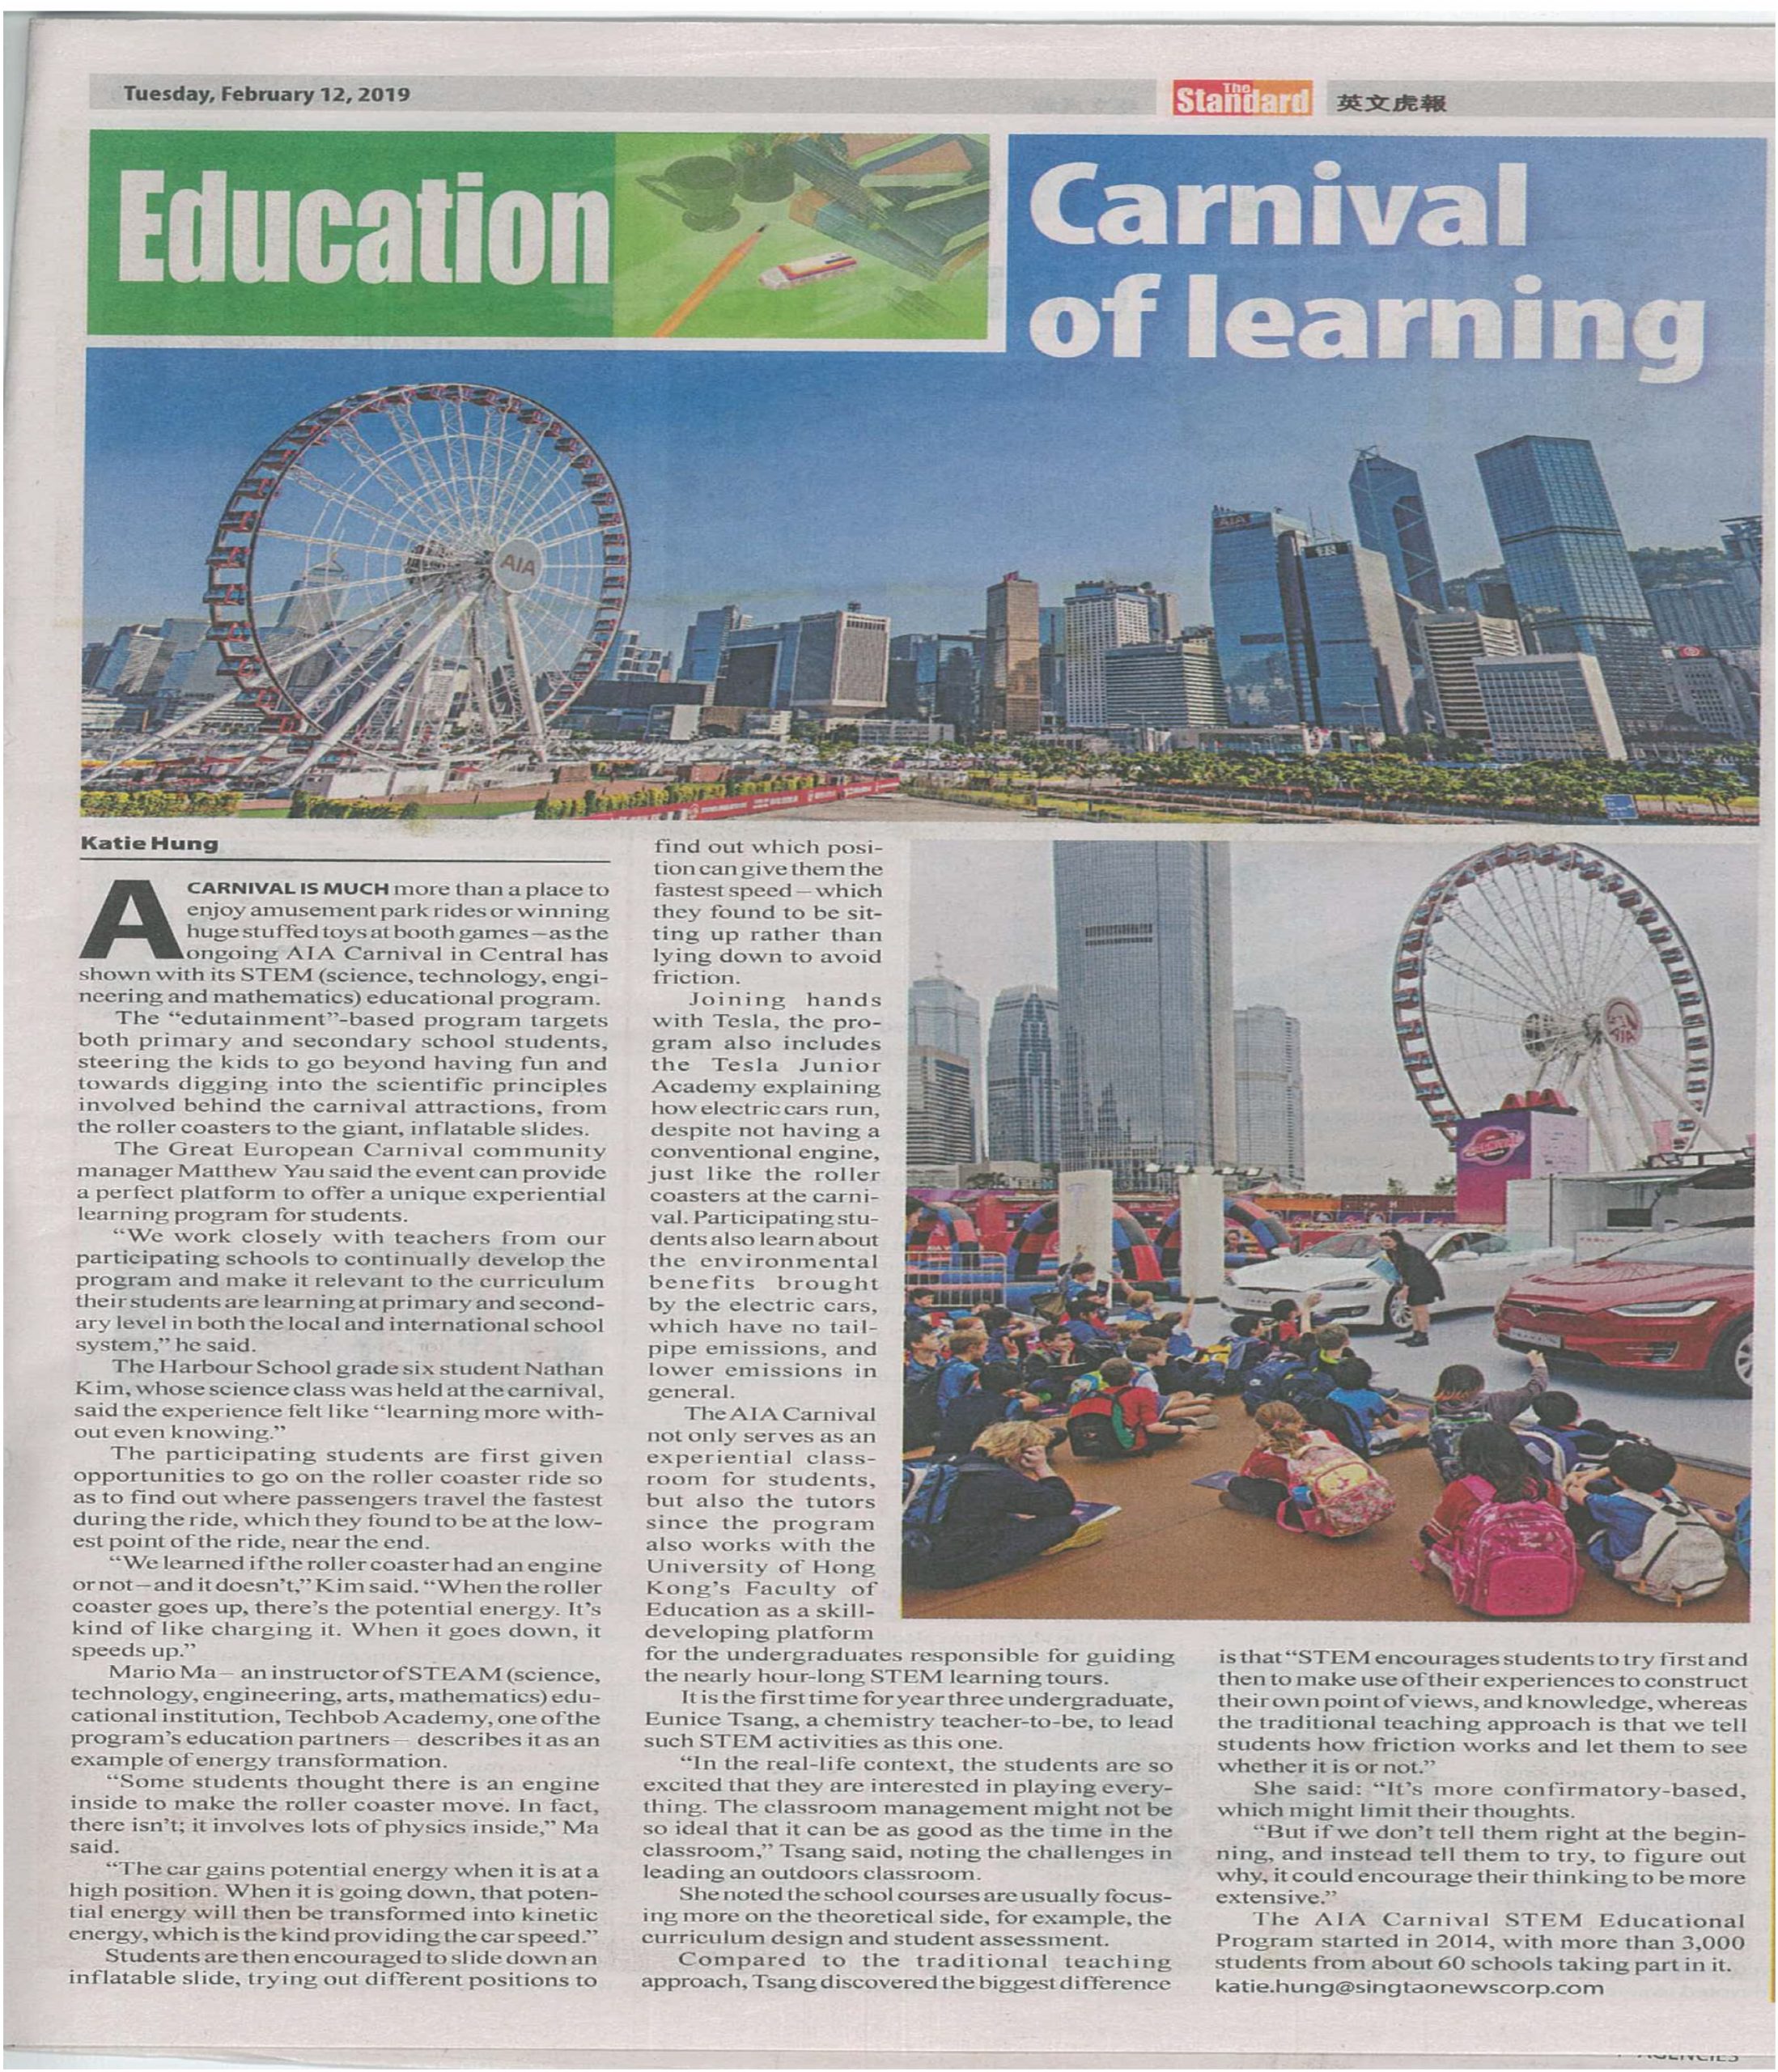 Tuesday, February 12, 2019
The
Standard
英文虎報
Education
Carnival
of learning
AIA
AIA
Katie Hung
A CARNIVAL IS MUCH more than a place to
enjoy amusement park rides or winning
huge stuffed toys at booth games – as the
ongoing AIA Carnival in Central has
shown with its STEM (science, technology, engi-
neering and mathematics) educational program.
The “edutainment”-based program targets
both primary and secondary school students,
steering the kids to go beyond having fun and
towards digging into the scientific principles
involved behind the carnival attractions, from
the roller coasters to the giant, inflatable slides.
The Great European Carnival community
manager Matthew Yau said the event can provide
a perfect platform to offer a unique experiential
learning program for students.
“We work closely with teachers from our
participating schools to continually develop the
program and make it relevant to the curriculum
their students are learning at primary and second-
ary level in both the local and international school
system,” he said.
The Harbour School grade six student Nathan
Kim, whose science class was held at the carnival,
said the experience felt like “learning more with-
out even knowing.”
The participating students are first given
opportunities to go on the roller coaster ride so
as to find out where passengers travel the fastest
during the ride, which they found to be at the low-
est point of the ride, near the end.
“We learned if the roller coaster had an engine
or not – and it doesn’t,” Kim said. “When the roller
coaster goes up, there’s the potential energy. It’s
kind of like charging it. When it goes down, it
speeds up.”
Mario Ma – an instructor of STEAM (science,
technology, engineering, arts, mathematics) edu-
cational institution, Techbob Academy, one of the
program’s education partners – describes it as an
example of energy transformation.
“Some students thought there is an engine
inside to make the roller coaster move. In fact,
there isn’t; it involves lots of physics inside,” Ma
said.
“The car gains potential energy when it is at a
high position. When it is going down, that poten-
tial energy will then be transformed into kinetic
energy, which is the kind providing the car speed.”
Students are then encouraged to slide down an
inflatable slide, trying out different positions to
find out which posi-
tion can give them the
fastest speed – which
they found to be sit-
ting up rather than
lying down to avoid
friction.
Joining hands
with Tesla, the pro-
gram also includes
the Tesla Junior
Academy explaining
how electric cars run,
despite not having a
conventional engine,
just like the roller
coasters at the carni-
val. Participating stu-
dents also learn about
the environmental
benefits brought
by the electric cars,
which have no tail-
pipe emissions, and
lower emissions in
general.
The AIA Carnival
not only serves as an
experiential class-
room for students,
but also the tutors
since the program
also works with the
University of Hong
Kong’s Faculty of
Education as a skill-
developing platform
for the undergraduates responsible for guiding
the nearly hour-long STEM learning tours.
It is the first time for year three undergraduate,
Eunice Tsang, a chemistry teacher-to-be, to lead
such STEM activities as this one.
“In the real-life context, the students are so
excited that they are interested in playing every-
thing. The classroom management might not be
so ideal that it can be as good as the time in the
classroom,” Tsang said, noting the challenges in
leading an outdoors classroom.
She noted the school courses are usually focus-
ing more on the theoretical side, for example, the
curriculum design and student assessment.
Compared to the traditional teaching
approach, Tsang discovered the biggest difference
AIA
is that “STEM encourages students to try first and
then to make use of their experiences to construct
their own point of views, and knowledge, whereas
the traditional teaching approach is that we tell
students how friction works and let them to see
whether it is or not.”
She said: “It’s more confirmatory-based,
which might limit their thoughts.
“But if we don’t tell them right at the begin-
ning, and instead tell them to try, to figure out
why, it could encourage their thinking to be more
extensive.”
The AIA Carnival STEM Educational
Program started in 2014, with more than 3,000
students from about 60 schools taking part in it.
katie.hung@singtaonewscorp.com
AGENCIES